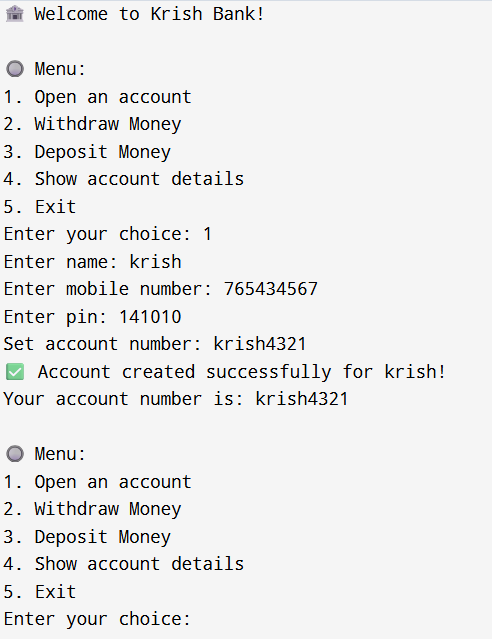 🏛 Welcome to Krish Bank!
🔘 Menu:
1. Open an account
2. Withdraw Money
3. Deposit Money
4. Show account details
5. Exit
Enter your choice: 1
Enter name: krish
Enter mobile number: 765434567
Enter pin: 141010
Set account number: krish4321
✅ Account created successfully for krish!
Your account number is: krish4321
🔘 Menu:
1. Open an account
2. Withdraw Money
3. Deposit Money
4. Show account details
5. Exit
Enter your choice: